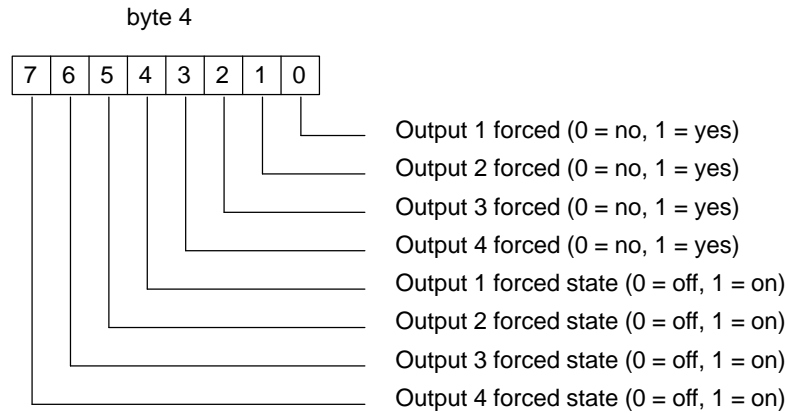 byte 4
7 6 5 4 3 2 1 0
Output 1 forced (0 = no, 1 = yes)
Output 2 forced (0 = no, 1 = yes)
Output 3 forced (0 = no, 1 = yes)
Output 4 forced (0 = no, 1 = yes)
Output 1 forced state (0 = off, 1 = on)
Output 2 forced state (0 = off, 1 = on)
Output 3 forced state (0 = off, 1 = on)
Output 4 forced state (0 = off, 1 = on)